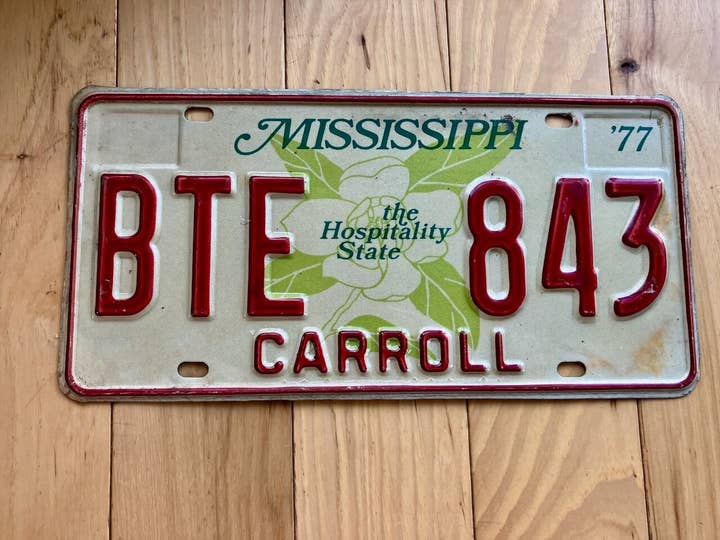 MISSISSIPPI '77
BTE 843
the
Hospitality
State
CARROLL